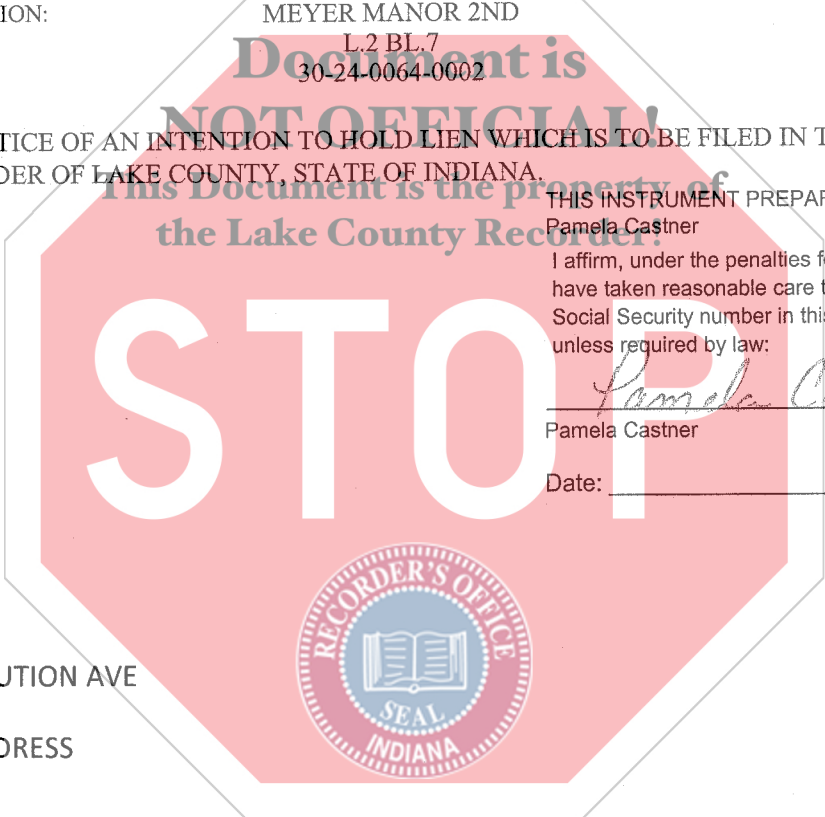 ION:
MEYER MANOR 2ND
L.2 BL.7
30-24-0064-0002
Document is
NOT OFFICIAL!
TICE OF AN INTENTION TO HOLD LIEN WHICH IS TO BE FILED IN T
DER OF LAKE COUNTY, STATE OF INDIANA.
This Document is the property of
the Lake County Recorder!
THIS INSTRUMENT PREPAR
Pamela Castner
I affirm, under the penalties f
have taken reasonable care t
Social Security number in this
unless required by law:
Pamela C
Pamela Castner
Date:
STOP
RECORDER'S OFFICE
SEAL
INDIANA
UTION AVE
DRESS